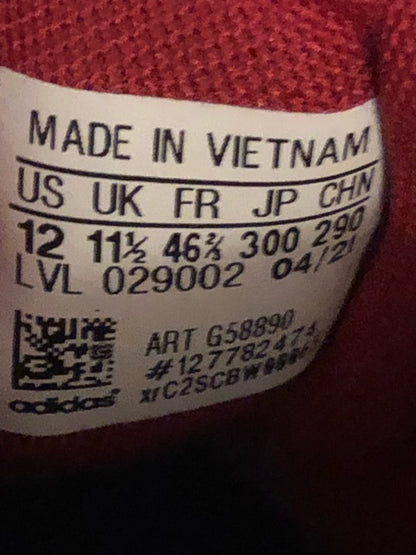 MADE IN VIETNAM
US UK FR JP CHN
12 11½ 46⅔ 300 290
LVL 029002 04/21
ART G58890
#127782474
adidas